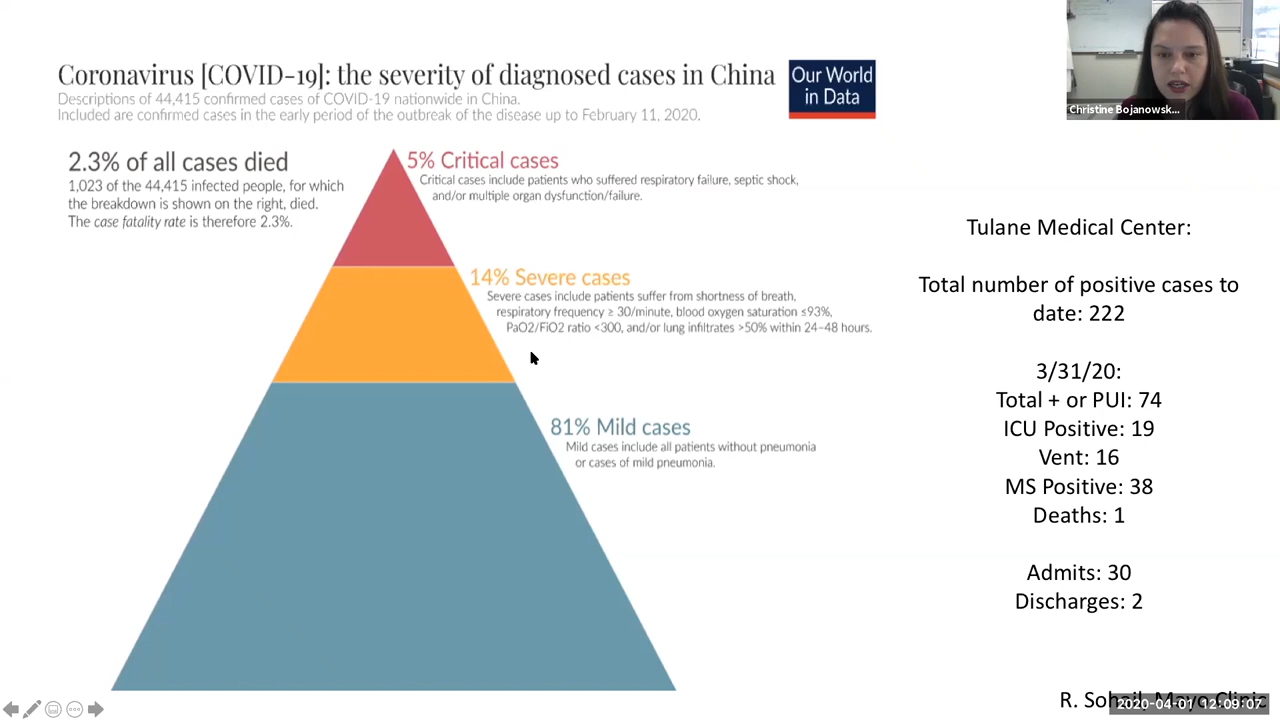 Coronavirus [COVID-19]: the severity of diagnosed cases in China
Descriptions of 44,415 confirmed cases of COVID-19 nationwide in China.
Included are confirmed cases in the early period of the outbreak of the disease up to February 11, 2020.
Our World
in Data
Christine Bojanowsk...
2.3% of all cases died
1,023 of the 44,415 infected people, for which
the breakdown is shown on the right, died.
The case fatality rate is therefore 2.3%.
5% Critical cases
Critical cases include patients who suffered respiratory failure, septic shock,
and/or multiple organ dysfunction/failure.
14% Severe cases
Severe cases include patients suffer from shortness of breath,
respiratory frequency ≥ 30/minute, blood oxygen saturation ≤93%,
PaO2/FiO2 ratio <300, and/or lung infiltrates >50% within 24–48 hours.
81% Mild cases
Mild cases include all patients without pneumonia
or cases of mild pneumonia.
Tulane Medical Center:
Total number of positive cases to
date: 222
3/31/20:
Total + or PUI: 74
ICU Positive: 19
Vent: 16
MS Positive: 38
Deaths: 1
Admits: 30
Discharges: 2
R. Sohail, Mayo Clinic
2020-04-01 12:09:07